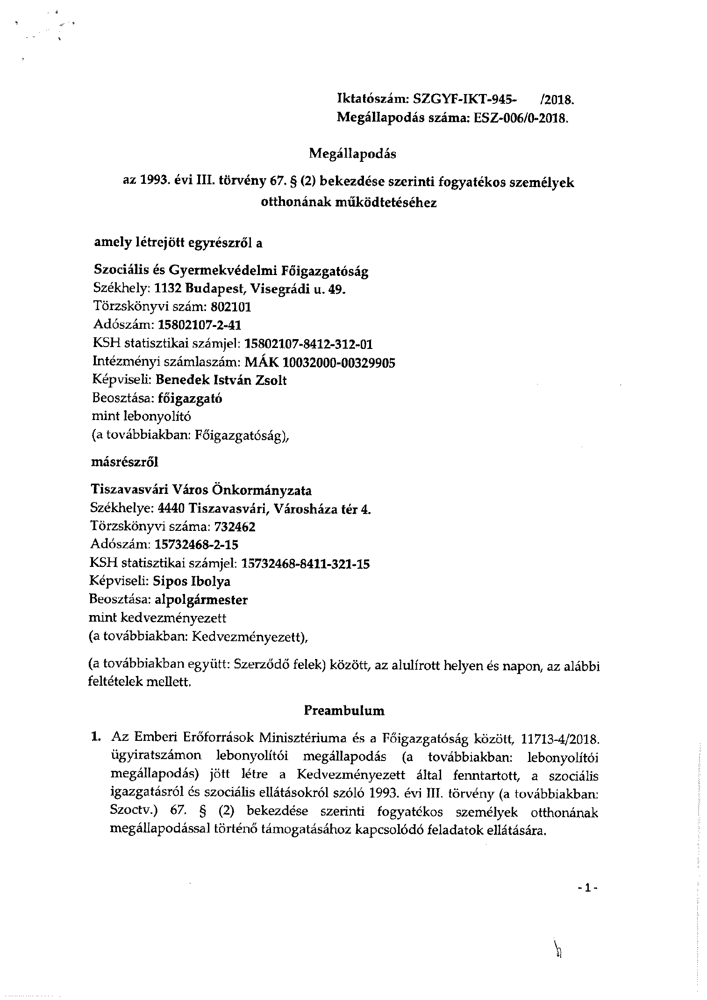 Iktatószám: SZGYF-IKT-945- /2018.
Megállapodás száma: ESZ-006/0-2018.
Megállapodás
az 1993. évi III. törvény 67. § (2) bekezdése szerinti fogyatékos személyek
otthonának működtetéséhez
amely létrejött egyrészről a
Szociális és Gyermekvédelmi Főigazgatóság
Székhely: 1132 Budapest, Visegrádi u. 49.
Törzskönyvi szám: 802101
Adószám: 15802107-2-41
KSH statisztikai számjel: 15802107-8412-312-01
Intézményi számlaszám: MÁK 10032000-00329905
Képviseli: Benedek István Zsolt
Beosztása: főigazgató
mint lebonyolító
(a továbbiakban: Főigazgatóság),
másrészről
Tiszavasvári Város Önkormányzata
Székhelye: 4440 Tiszavasvári, Városháza tér 4.
Törzskönyvi száma: 732462
Adószám: 15732468-2-15
KSH statisztikai számjel: 15732468-8411-321-15
Képviseli: Sipos Ibolya
Beosztása: alpolgármester
mint kedvezményezett
(a továbbiakban: Kedvezményezett),
(a továbbiakban együtt: Szerződő felek) között, az alulírott helyen és napon, az alábbi
feltételek mellett.
Preambulum
1. Az Emberi Erőforrások Minisztériuma és a Főigazgatóság között, 11713-4/2018.
ügyiratszámon lebonyolítói megállapodás (a továbbiakban: lebonyolítói
megállapodás) jött létre a Kedvezményezett által fenntartott, a szociális
igazgatásról és szociális ellátásokról szóló 1993. évi III. törvény (a továbbiakban:
Szoctv.) 67. § (2) bekezdése szerinti fogyatékos személyek otthonának
megállapodással történő támogatásához kapcsolódó feladatok ellátására.
- 1 -